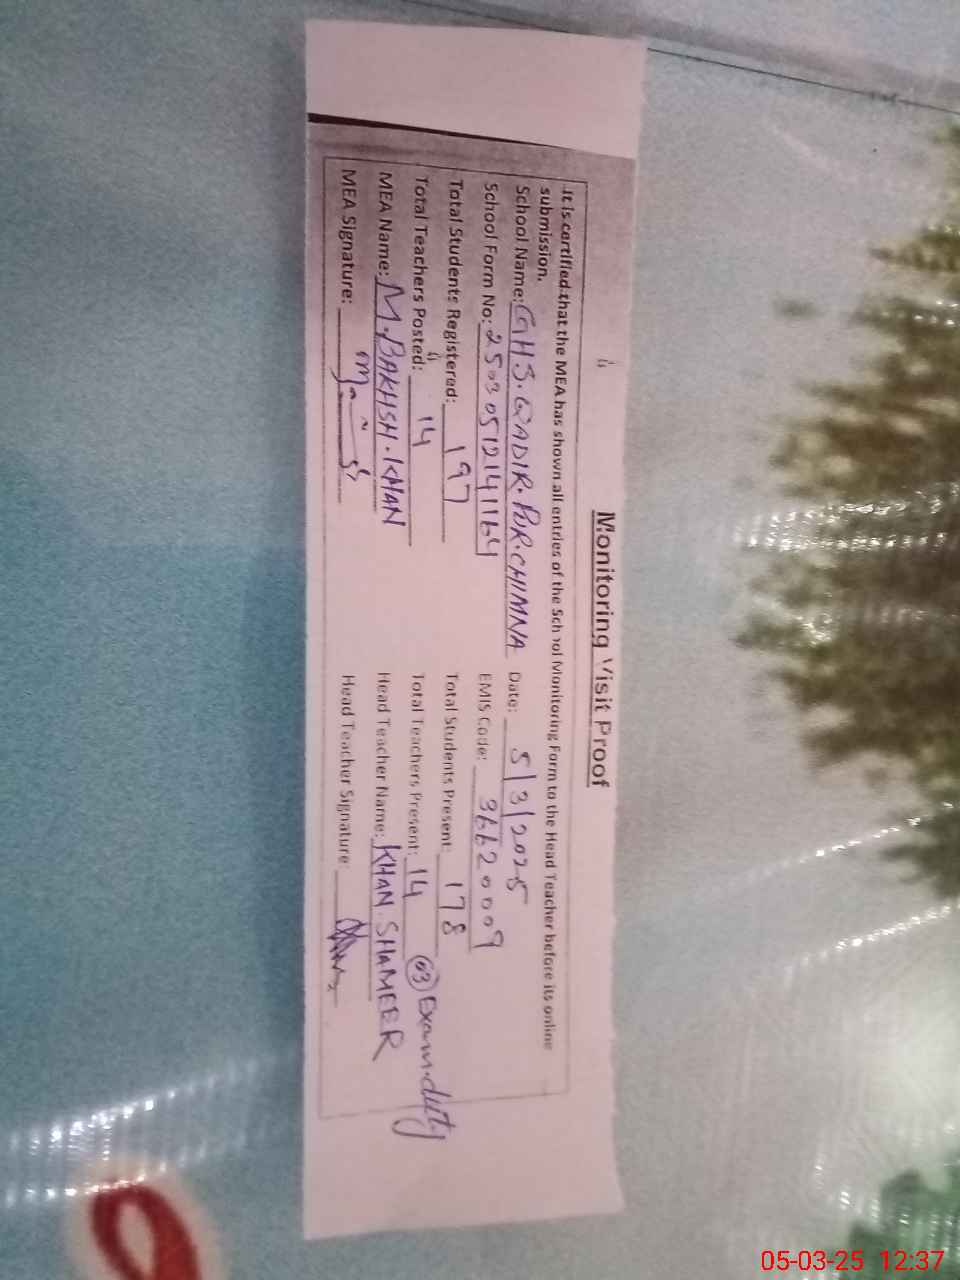 Monitoring Visit Proof
It is certified that the MEA has shown all entries of the School Monitoring Form to the Head Teacher before its online
submission.
School Name: GHS. QADIR. PUR. CHIMNA Date: 5/3/2025
School Form No: 25030512141164 EMIS Code: 36620009
Total Students Registered: 197 Total Students Present: 178
Total Teachers Posted: 14 Total Teachers Present: 14 (03) Exam. duty
MEA Name: M. BAKHSH. KHAN Head Teacher Name: KHAN. SHAMEER
MEA Signature: Head Teacher Signature:
05-03-25 12:37